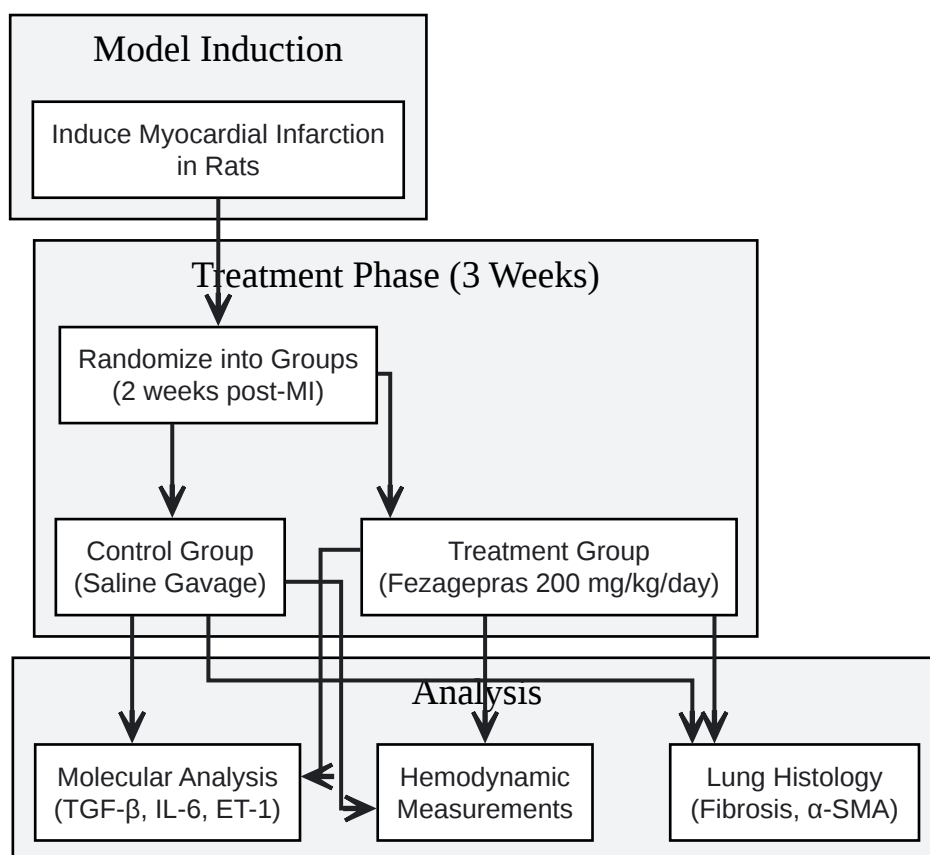 Model Induction
Induce Myocardial Infarction
in Rats
Treatment Phase (3 Weeks)
Randomize into Groups
(2 weeks post-MI)
Control Group
(Saline Gavage)
Treatment Group
(Fezagepras 200 mg/kg/day)
Analysis
Molecular Analysis
(TGF-β, IL-6, ET-1)
Hemodynamic
Measurements
Lung Histology
(Fibrosis, α-SMA)